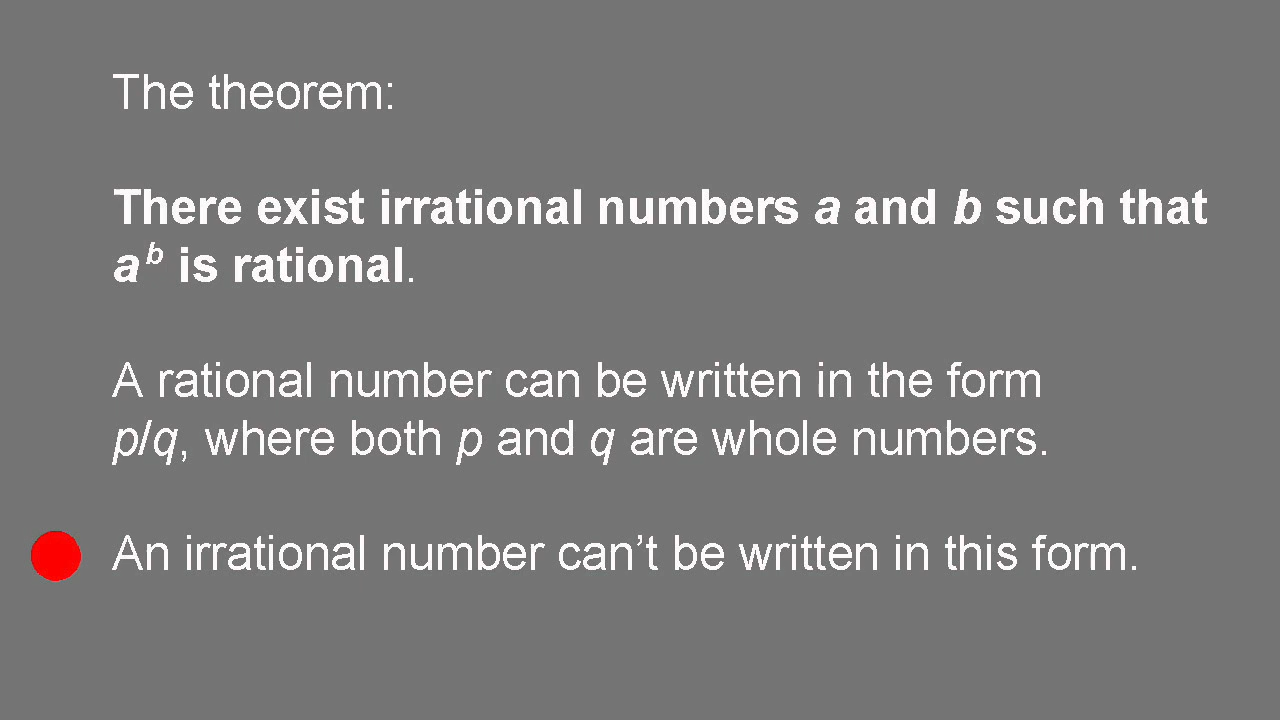 The theorem:
There exist irrational numbers a and b such that
a b is rational.
A rational number can be written in the form
p/q, where both p and q are whole numbers.
An irrational number can’t be written in this form.